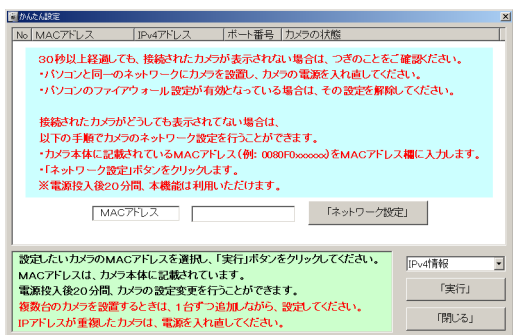 かんたん設定
No MACアドレス IPv4アドレス ポート番号 カメラの状態
30秒以上経過しても、接続されたカメラが表示されない場合は、つぎのことをご確認ください。
・パソコンと同一のネットワークにカメラを設置し、カメラの電源を入れ直してください。
・パソコンのファイアウォール設定が有効となっている場合は、その設定を解除してください。
接続されたカメラがどうしても表示されてない場合は、
以下の手順でカメラのネットワーク設定を行うことができます。
・カメラ本体に記載されているMACアドレス(例: 0080F0xxxxxx)をMACアドレス欄に入力します。
・「ネットワーク設定」ボタンをクリックします。
※電源投入後20分間、本機能は利用いただけます。
MACアドレス 「ネットワーク設定」
設定したいカメラのMACアドレスを選択し、「実行」ボタンをクリックしてください。
MACアドレスは、カメラ本体に記載されています。
電源投入後20分間、カメラの設定変更を行うことができます。
複数台のカメラを設置するときは、1台ずつ追加しながら、設定してください。
IPアドレスが重複したカメラは、電源を入れ直してください。
IPv4情報
「実行」
「閉じる」